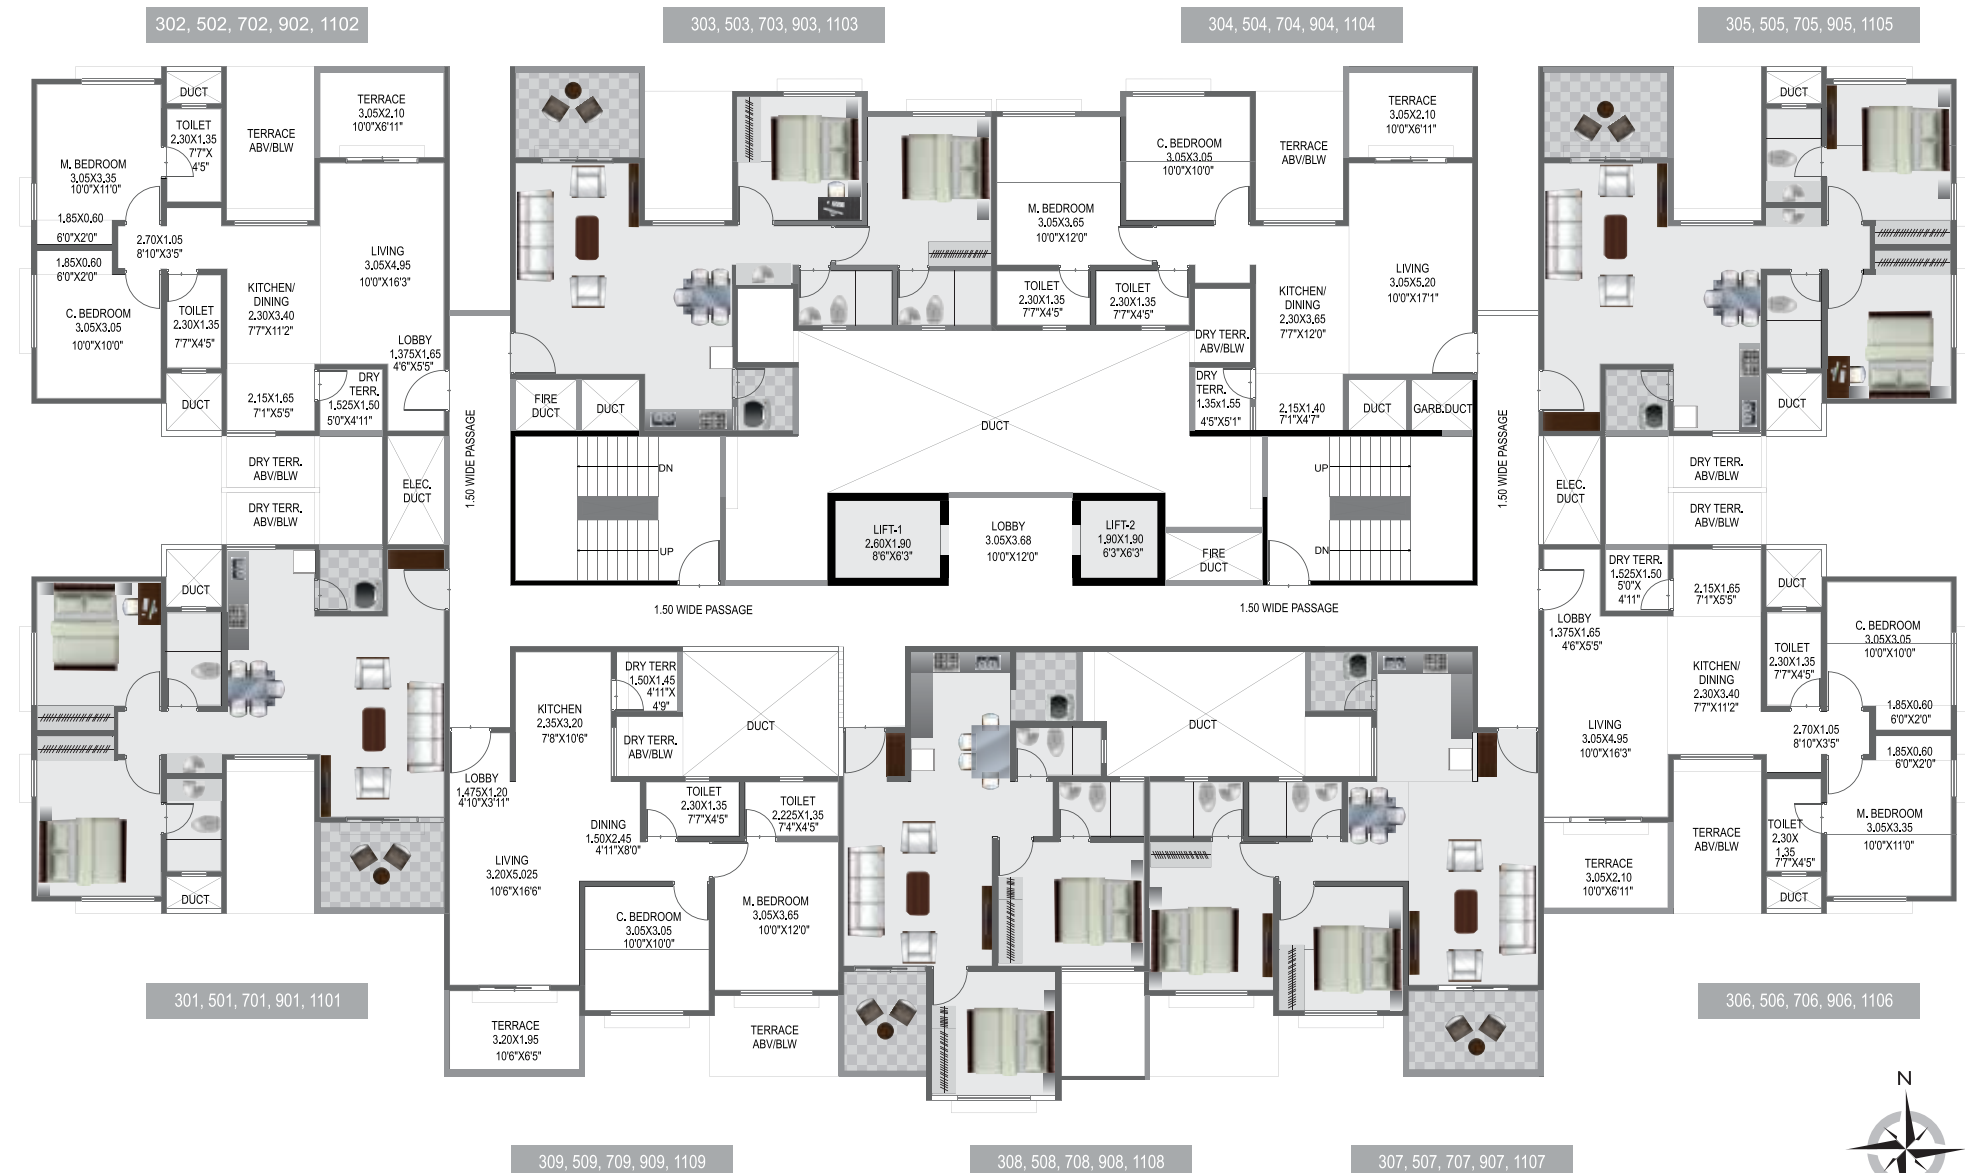 302, 502, 702, 902, 1102
303, 503, 703, 903, 1103
304, 504, 704, 904, 1104
305, 505, 705, 905, 1105
DUCT
TOILET
2.30X1.35
7'7"X
4'5"
TERRACE
ABV/BLW
TERRACE
3.05X2.10
10'0"X6'11"
M. BEDROOM
3.05X3.35
10'0"X11'0"
1.85X0.60
6'0"X2'0"
2.70X1.05
8'10"X3'5"
1.85X0.60
6'0"X2'0"
C. BEDROOM
3.05X3.05
10'0"X10'0"
TOILET
2.30X1.35
7'7"X4'5"
KITCHEN/
DINING
2.30X3.40
7'7"X11'2"
LIVING
3.05X4.95
10'0"X16'3"
LOBBY
1.375X1.65
4'6"X5'5"
DUCT
2.15X1.65
7'1"X5'5"
DRY
TERR.
1.525X1.50
5'0"X4'11"
DRY TERR.
ABV/BLW
DRY TERR.
ABV/BLW
ELEC.
DUCT
1.50 WIDE PASSAGE
FIRE
DUCT
DUCT
DN
UP
M. BEDROOM
3.05X3.65
10'0"X12'0"
C. BEDROOM
3.05X3.05
10'0"X10'0"
TERRACE
ABV/BLW
TERRACE
3.05X2.10
10'0"X6'11"
TOILET
2.30X1.35
7'7"X4'5"
TOILET
2.30X1.35
7'7"X4'5"
KITCHEN/
DINING
2.30X3.65
7'7"X12'0"
LIVING
3.05X5.20
10'0"X17'1"
DRY TERR.
ABV/BLW
DRY
TERR.
1.35x1.55
4'5"X5'1"
2.15X1.40
7'1"X4'7"
DUCT
GARB.DUCT
DUCT
UP
DN
LIFT-1
2.60X1.90
8'6"X6'3"
LOBBY
3.05X3.68
10'0"X12'0"
LIFT-2
1.90X1.90
6'3"X6'3"
FIRE
DUCT
1.50 WIDE PASSAGE
1.50 WIDE PASSAGE
1.50 WIDE PASSAGE
DUCT
DUCT
ELEC.
DUCT
DRY TERR.
ABV/BLW
DRY TERR.
ABV/BLW
DUCT
DUCT
301, 501, 701, 901, 1101
KITCHEN
2.35X3.20
7'8"X10'6"
DRY TERR
1.50X1.45
4'11"X
4'9"
DRY TERR.
ABV/BLW
DUCT
LOBBY
1.475X1.20
4'10"X3'11"
DINING
1.50X2.45
4'11"X8'0"
TOILET
2.30X1.35
7'7"X4'5"
TOILET
2.225X1.35
7'4"X4'5"
LIVING
3.20X5.025
10'6"X16'6"
C. BEDROOM
3.05X3.05
10'0"X10'0"
M. BEDROOM
3.05X3.65
10'0"X12'0"
TERRACE
3.20X1.95
10'6"X6'5"
TERRACE
ABV/BLW
DUCT
DRY TERR.
1.525X1.50
5'0"X
4'11"
2.15X1.65
7'1"X5'5"
DUCT
LOBBY
1.375X1.65
4'6"X5'5"
TOILET
2.30X1.35
7'7"X4'5"
C. BEDROOM
3.05X3.05
10'0"X10'0"
KITCHEN/
DINING
2.30X3.40
7'7"X11'2"
LIVING
3.05X4.95
10'0"X16'3"
1.85X0.60
6'0"X2'0"
2.70X1.05
8'10"X3'5"
1.85X0.60
6'0"X2'0"
TERRACE
3.05X2.10
10'0"X6'11"
TERRACE
ABV/BLW
TOILET
2.30X
1.35
7'7"X4'5"
M. BEDROOM
3.05X3.35
10'0"X11'0"
DUCT
306, 506, 706, 906, 1106
N
309, 509, 709, 909, 1109
308, 508, 708, 908, 1108
307, 507, 707, 907, 1107